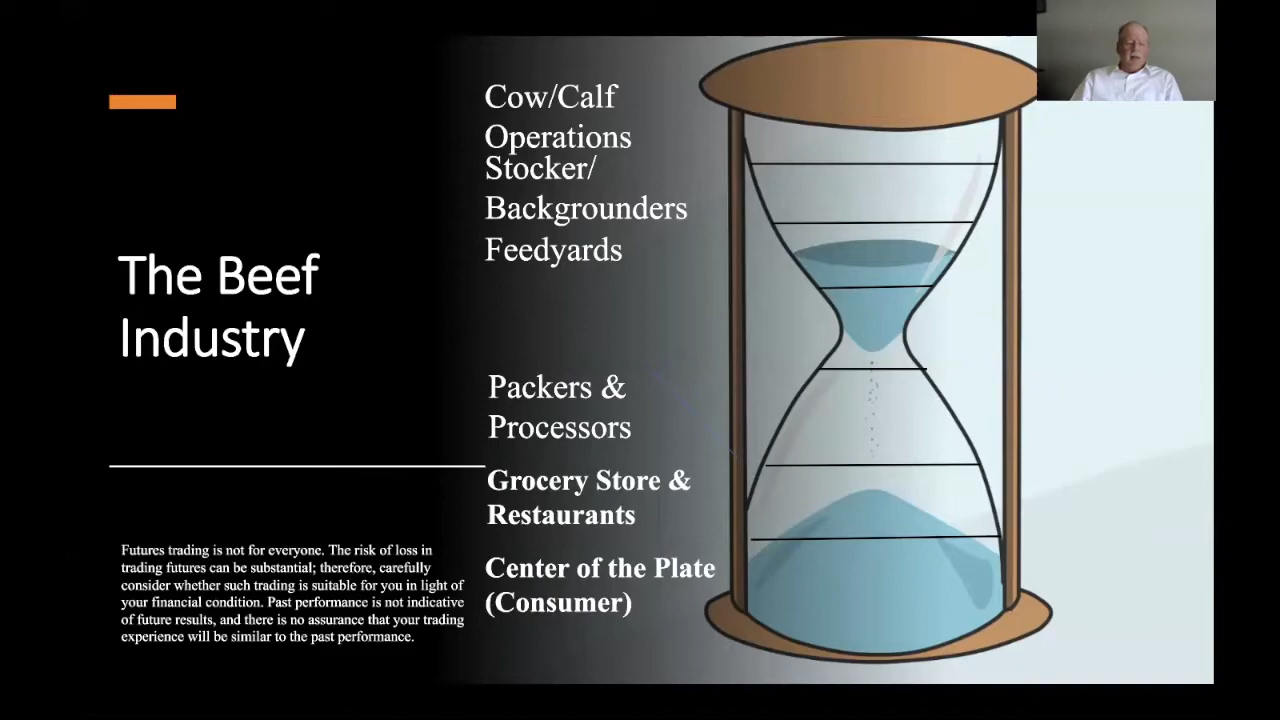 The Beef
Industry
Cow/Calf
Operations
Stocker/
Backgrounders
Feedyards
Packers &
Processors
Grocery Store &
Restaurants
Center of the Plate
(Consumer)
Futures trading is not for everyone. The risk of loss in
trading futures can be substantial; therefore, carefully
consider whether such trading is suitable for you in light of
your financial condition. Past performance is not indicative
of future results, and there is no assurance that your trading
experience will be similar to the past performance.